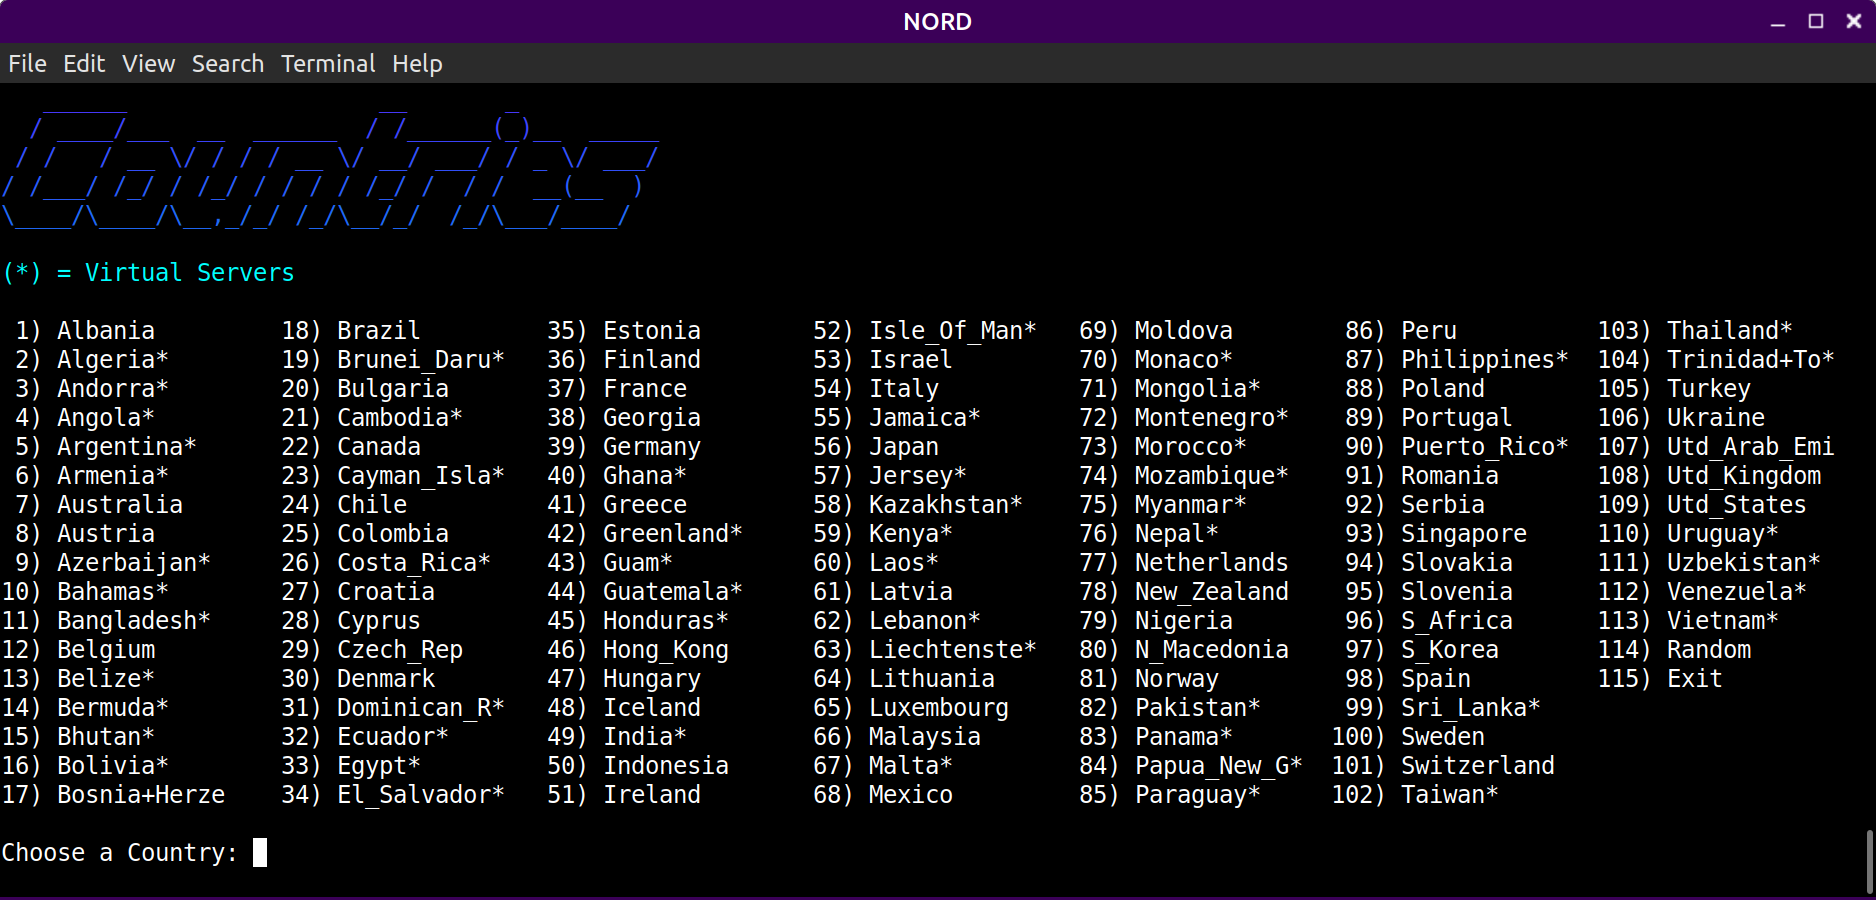 NORD
File Edit View Search Terminal Help
Countries
(*) = Virtual Servers
1) Albania 18) Brazil 35) Estonia 52) Isle_Of_Man* 69) Moldova 86) Peru 103) Thailand*
2) Algeria* 19) Brunei_Daru* 36) Finland 53) Israel 70) Monaco* 87) Philippines* 104) Trinidad+To*
3) Andorra* 20) Bulgaria 37) France 54) Italy 71) Mongolia* 88) Poland 105) Turkey
4) Angola* 21) Cambodia* 38) Georgia 55) Jamaica* 72) Montenegro* 89) Portugal 106) Ukraine
5) Argentina* 22) Canada 39) Germany 56) Japan 73) Morocco* 90) Puerto_Rico* 107) Utd_Arab_Emi
6) Armenia* 23) Cayman_Isla* 40) Ghana* 57) Jersey* 74) Mozambique* 91) Romania 108) Utd_Kingdom
7) Australia 24) Chile 41) Greece 58) Kazakhstan* 75) Myanmar* 92) Serbia 109) Utd_States
8) Austria 25) Colombia 42) Greenland* 59) Kenya* 76) Nepal* 93) Singapore 110) Uruguay*
9) Azerbaijan* 26) Costa_Rica* 43) Guam* 60) Laos* 77) Netherlands 94) Slovakia 111) Uzbekistan*
10) Bahamas* 27) Croatia 44) Guatemala* 61) Latvia 78) New_Zealand 95) Slovenia 112) Venezuela*
11) Bangladesh* 28) Cyprus 45) Honduras* 62) Lebanon* 79) Nigeria 96) S_Africa 113) Vietnam*
12) Belgium 29) Czech_Rep 46) Hong_Kong 63) Liechtenste* 80) N_Macedonia 97) S_Korea 114) Random
13) Belize* 30) Denmark 47) Hungary 64) Lithuania 81) Norway 98) Spain 115) Exit
14) Bermuda* 31) Dominican_R* 48) Iceland 65) Luxembourg 82) Pakistan* 99) Sri_Lanka*
15) Bhutan* 32) Ecuador* 49) India* 66) Malaysia 83) Panama* 100) Sweden
16) Bolivia* 33) Egypt* 50) Indonesia 67) Malta* 84) Papua_New_G* 101) Switzerland
17) Bosnia+Herze 34) El_Salvador* 51) Ireland 68) Mexico 85) Paraguay* 102) Taiwan*
Choose a Country: